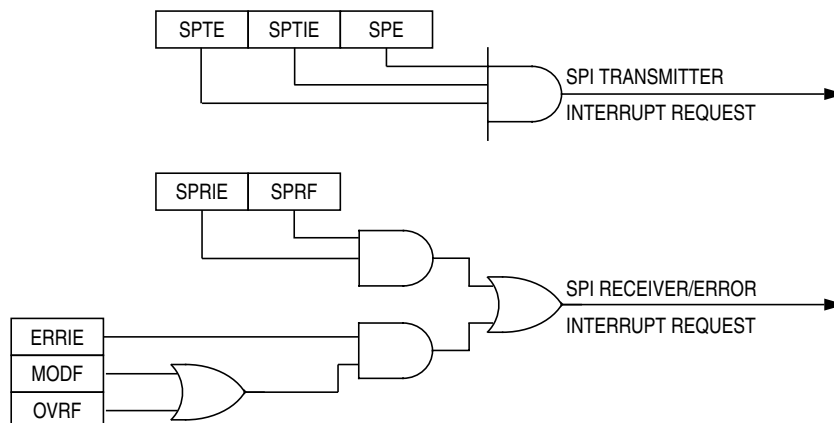 SPTE SPTIE SPE
SPI TRANSMITTER
INTERRUPT REQUEST
SPRIE SPRF
SPI RECEIVER/ERROR
INTERRUPT REQUEST
ERRIE
MODF
OVRF